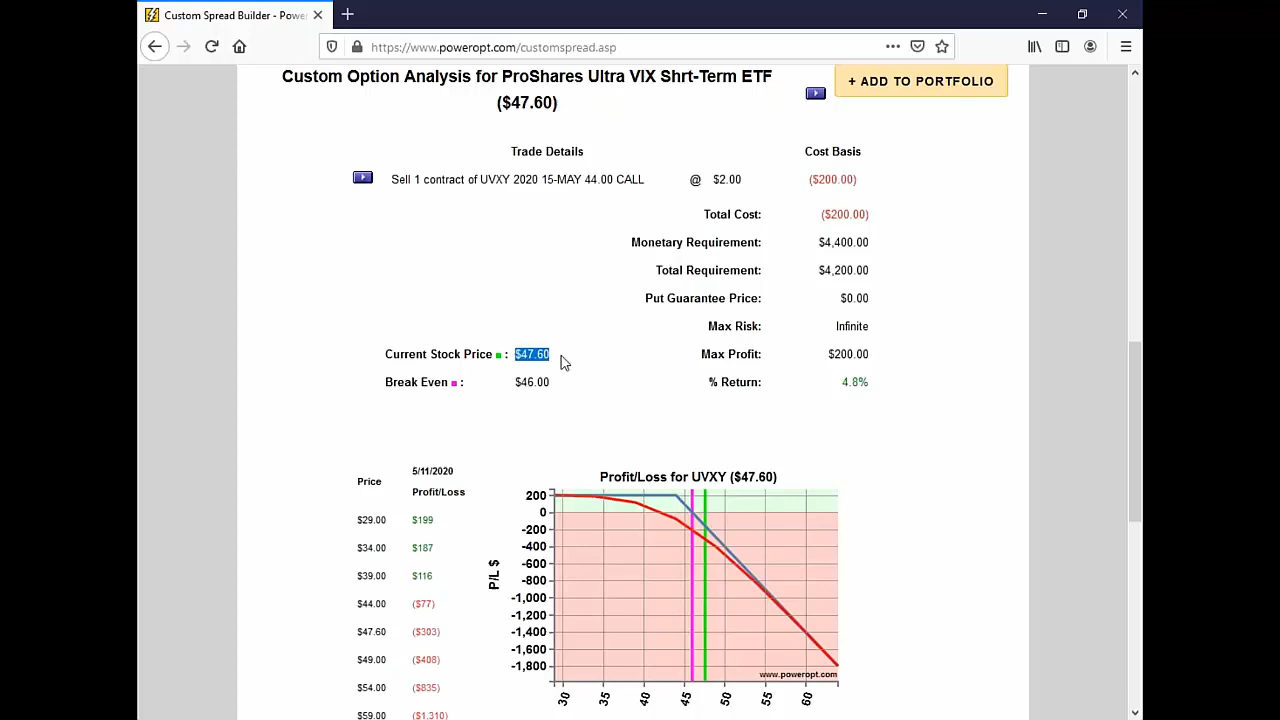 Custom Spread Builder - Powe
https://www.poweropt.com/customspread.asp
Custom Option Analysis for ProShares Ultra VIX Shrt-Term ETF
($47.60)
+ ADD TO PORTFOLIO
Trade Details
Cost Basis
Sell 1 contract of UVXY 2020 15-MAY 44.00 CALL @ $2.00 ($200.00)
Total Cost: ($200.00)
Monetary Requirement: $4,400.00
Total Requirement: $4,200.00
Put Guarantee Price: $0.00
Max Risk: Infinite
Current Stock Price : $47.60
Max Profit: $200.00
Break Even : $46.00
% Return: 4.8%
Price
5/11/2020
Profit/Loss
$29.00 $199
$34.00 $187
$39.00 $116
$44.00 ($77)
$47.60 ($303)
$49.00 ($408)
$54.00 ($835)
$59.00 ($1,310)
Profit/Loss for UVXY ($47.60)
P/L $
200
0
-200
-400
-600
-800
-1,000
-1,200
-1,400
-1,600
-1,800
www.poweropt.com
30 35 40 45 50 55 60